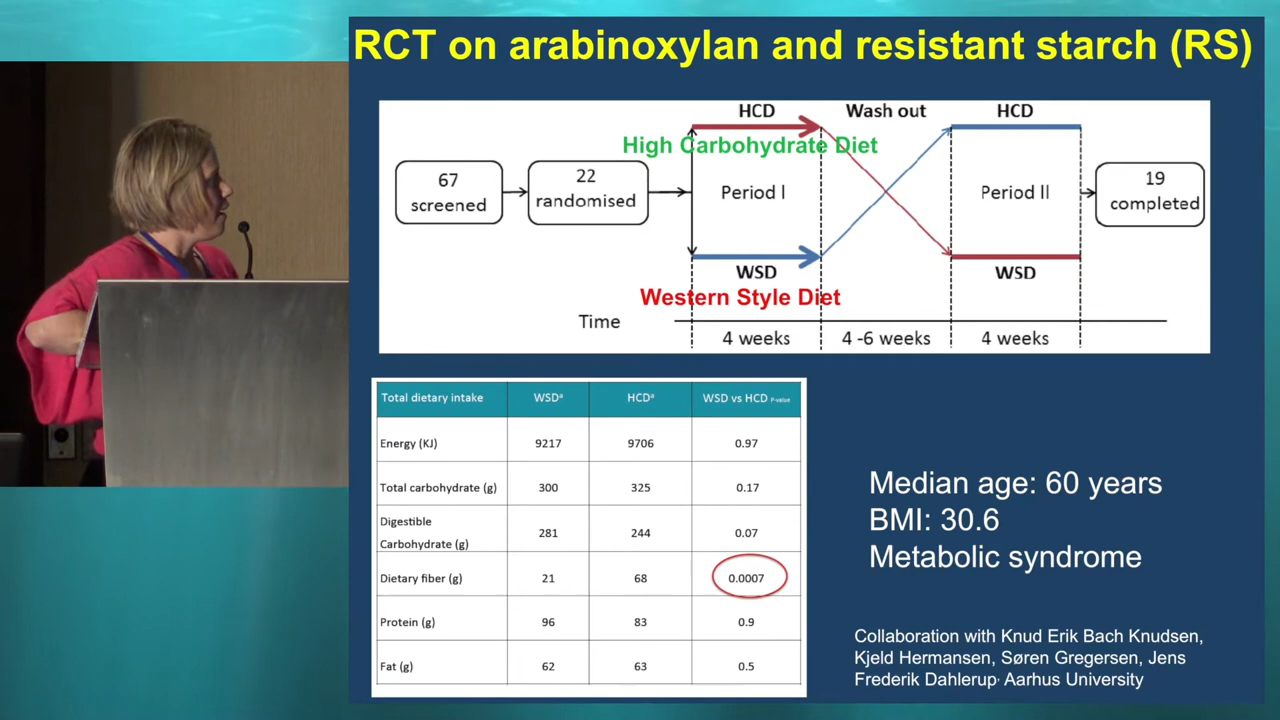 RCT on arabinoxylan and resistant starch (RS)
HCD Wash out HCD
High Carbohydrate Diet
67 screened
22 randomised
Period I
Period II
19 completed
WSD
WSD
Western Style Diet
Time
4 weeks 4 -6 weeks 4 weeks
Total dietary intake WSDᵃ HCDᵃ WSD vs HCD P-value
Energy (KJ) 9217 9706 0.97
Total carbohydrate (g) 300 325 0.17
Digestible
Carbohydrate (g) 281 244 0.07
Dietary fiber (g) 21 68 0.0007
Protein (g) 96 83 0.9
Fat (g) 62 63 0.5
Median age: 60 years
BMI: 30.6
Metabolic syndrome
Collaboration with Knud Erik Bach Knudsen,
Kjeld Hermansen, Søren Gregersen, Jens
Frederik Dahlerup, Aarhus University